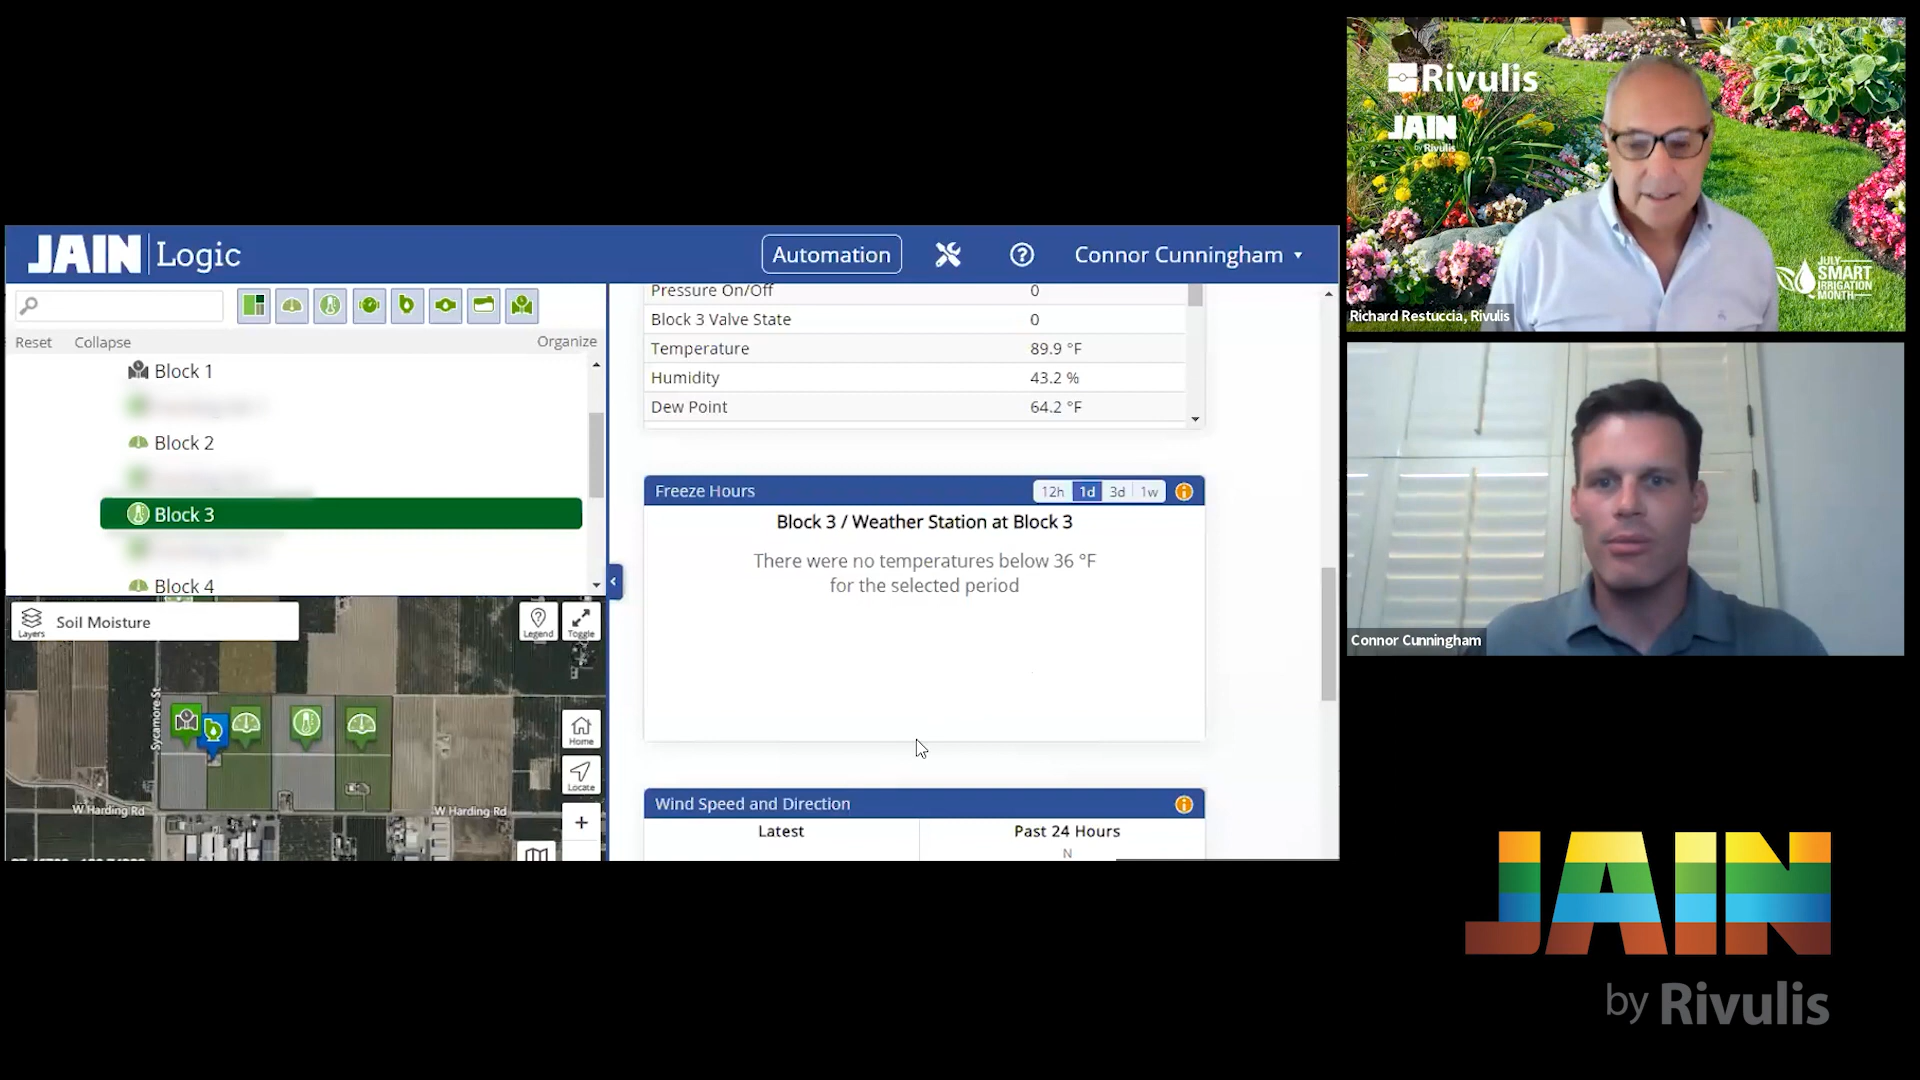 JAIN Logic
Automation
Connor Cunningham
Reset
Collapse
Organize
Block 1
Block 2
Block 3
Block 4
Layers
Soil Moisture
Legend
Toggle
Sycamore St
Home
Locate
W Harding Rd
W Harding Rd
+
Pressure On/Off 0
Block 3 Valve State 0
Temperature 89.9 °F
Humidity 43.2 %
Dew Point 64.2 °F
Freeze Hours 12h 1d 3d 1w
Block 3 / Weather Station at Block 3
There were no temperatures below 36 °F
for the selected period
Wind Speed and Direction
Latest Past 24 Hours
N
Rivulis
JAIN
by Rivulis
JULY
SMART
IRRIGATION
MONTH
Richard Restuccia, Rivulis
Connor Cunningham
JAIN
by Rivulis